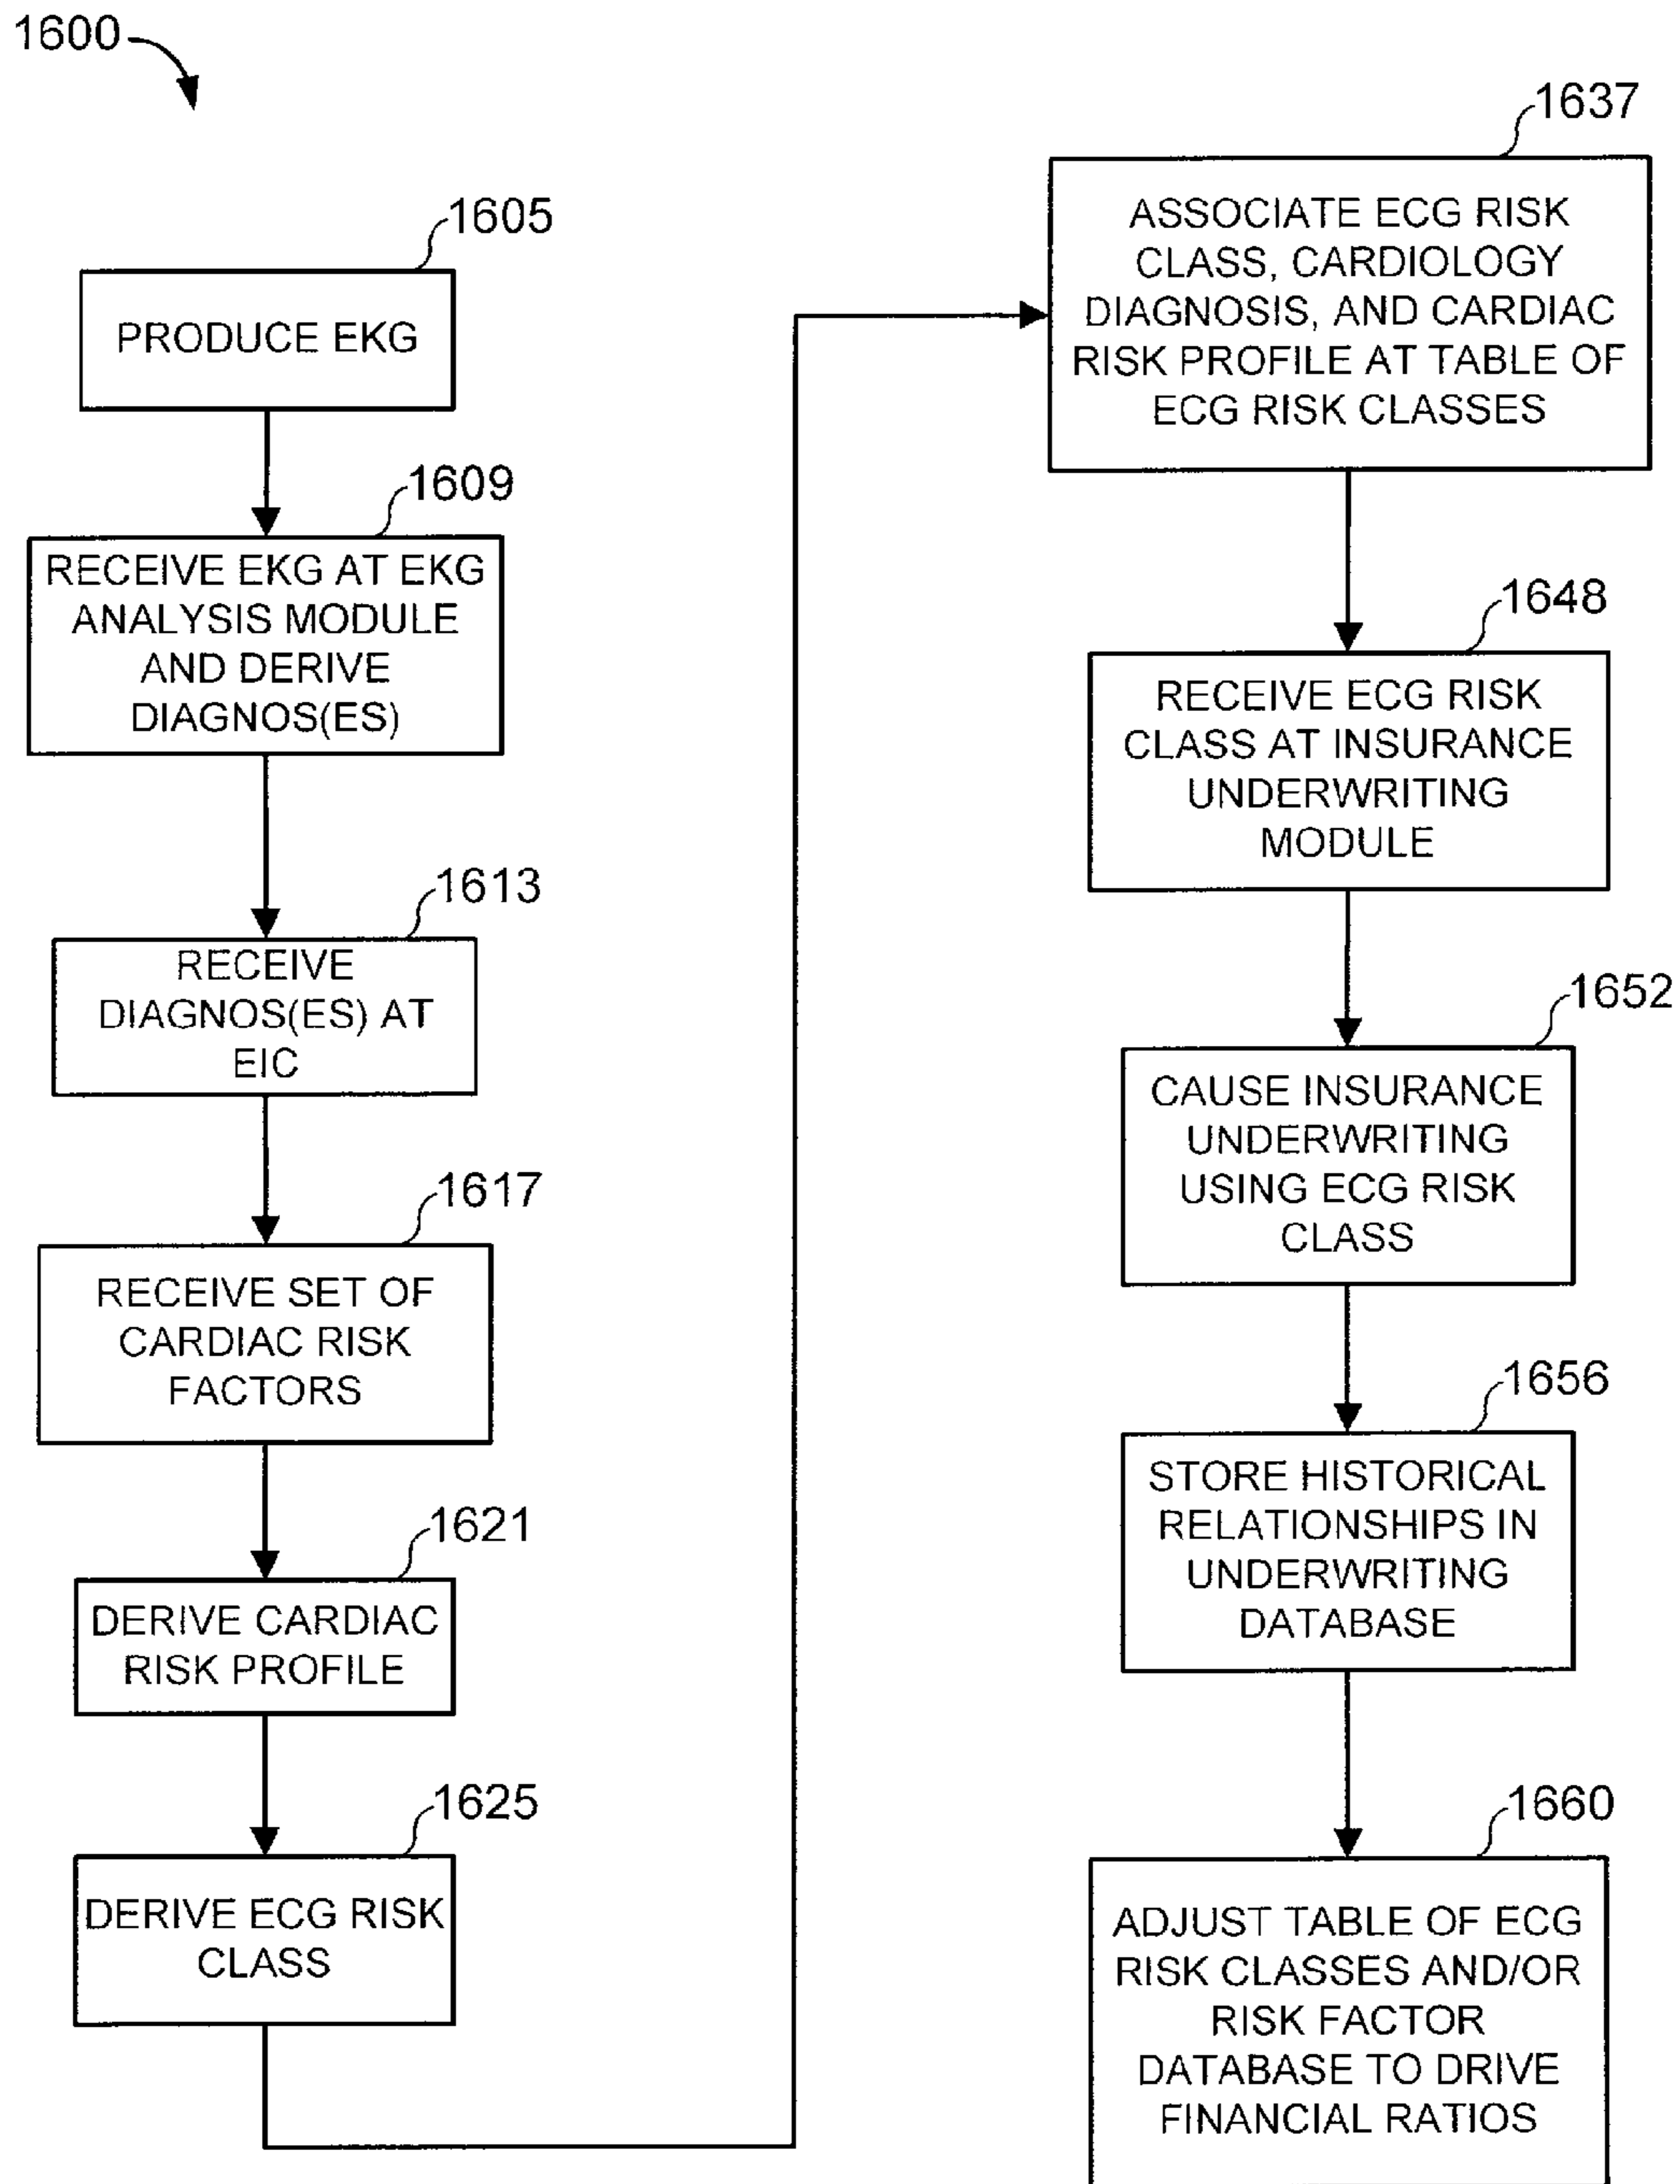 1600
1605
PRODUCE EKG
1609
RECEIVE EKG AT EKG
ANALYSIS MODULE
AND DERIVE
DIAGNOS(ES)
1613
RECEIVE
DIAGNOS(ES) AT
EIC
1617
RECEIVE SET OF
CARDIAC RISK
FACTORS
1621
DERIVE CARDIAC
RISK PROFILE
1625
DERIVE ECG RISK
CLASS
1637
ASSOCIATE ECG RISK
CLASS, CARDIOLOGY
DIAGNOSIS, AND CARDIAC
RISK PROFILE AT TABLE OF
ECG RISK CLASSES
1648
RECEIVE ECG RISK
CLASS AT INSURANCE
UNDERWRITING
MODULE
1652
CAUSE INSURANCE
UNDERWRITING
USING ECG RISK
CLASS
1656
STORE HISTORICAL
RELATIONSHIPS IN
UNDERWRITING
DATABASE
1660
ADJUST TABLE OF ECG
RISK CLASSES AND/OR
RISK FACTOR
DATABASE TO DRIVE
FINANCIAL RATIOS